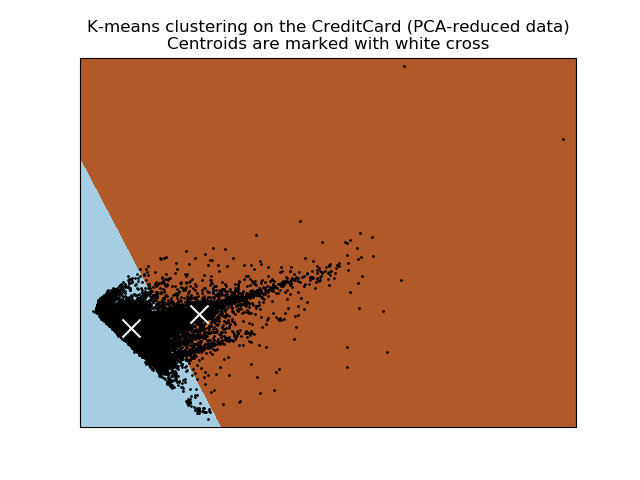 K-means clustering on the CreditCard (PCA-reduced data)
Centroids are marked with white cross